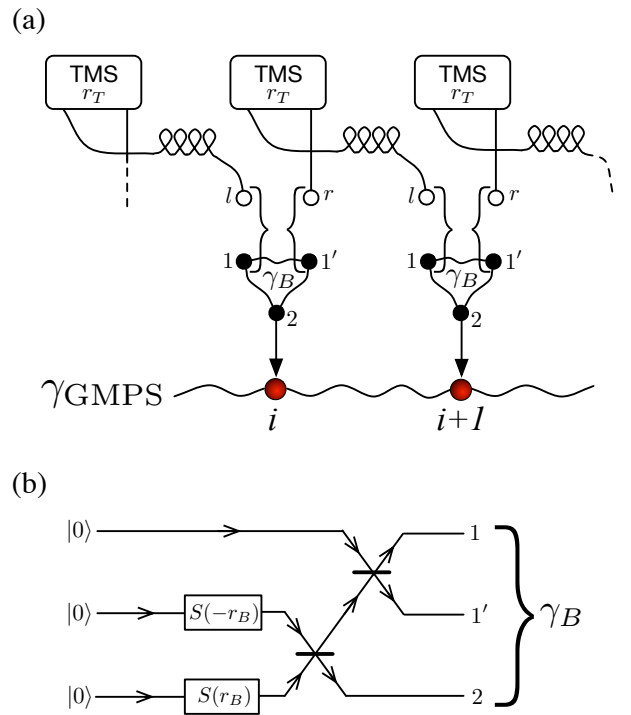 (a)
TMS TMS TMS
r_T r_T r_T
l r l r
1 1′ 1 1′
γ_B γ_B
2 2
γ_GMPS
i i+1
(b)
|0⟩ 1
|0⟩ S(-r_B) 1′ γ_B
|0⟩ S(r_B) 2